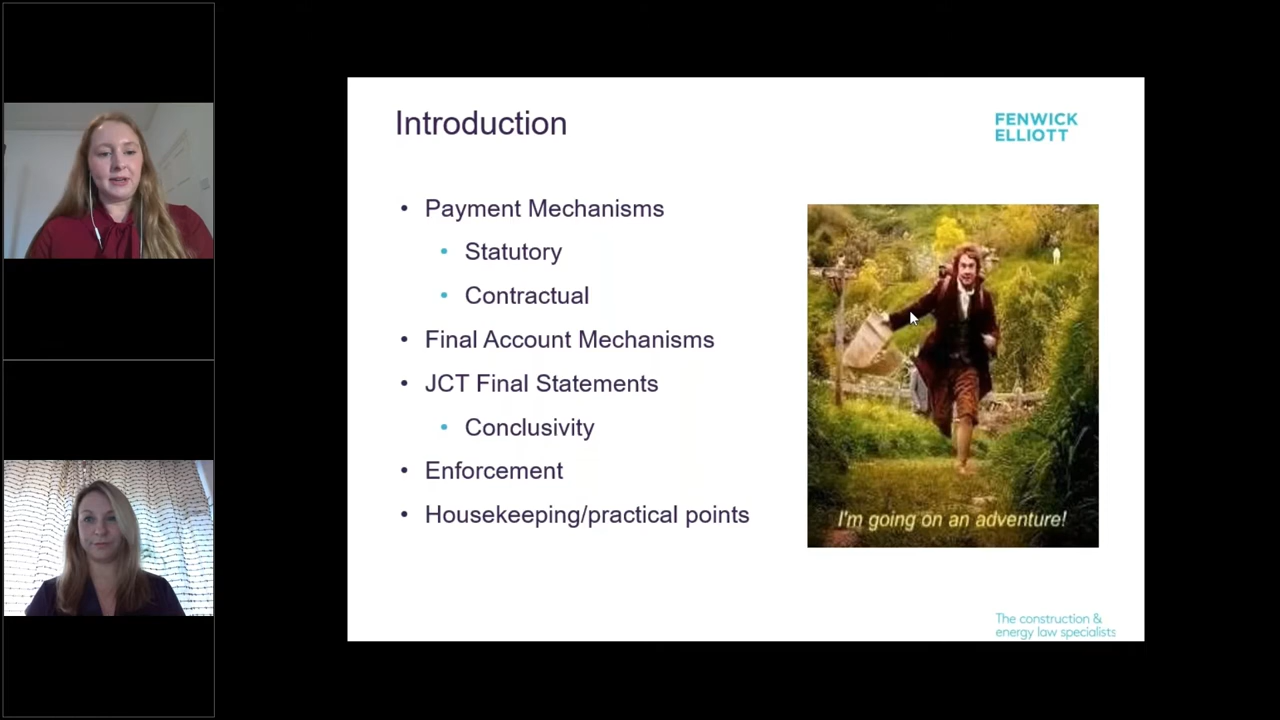 Introduction
FENWICK
ELLIOTT
• Payment Mechanisms
• Statutory
• Contractual
• Final Account Mechanisms
• JCT Final Statements
• Conclusivity
• Enforcement
• Housekeeping/practical points
I'm going on an adventure!
The construction &
energy law specialists